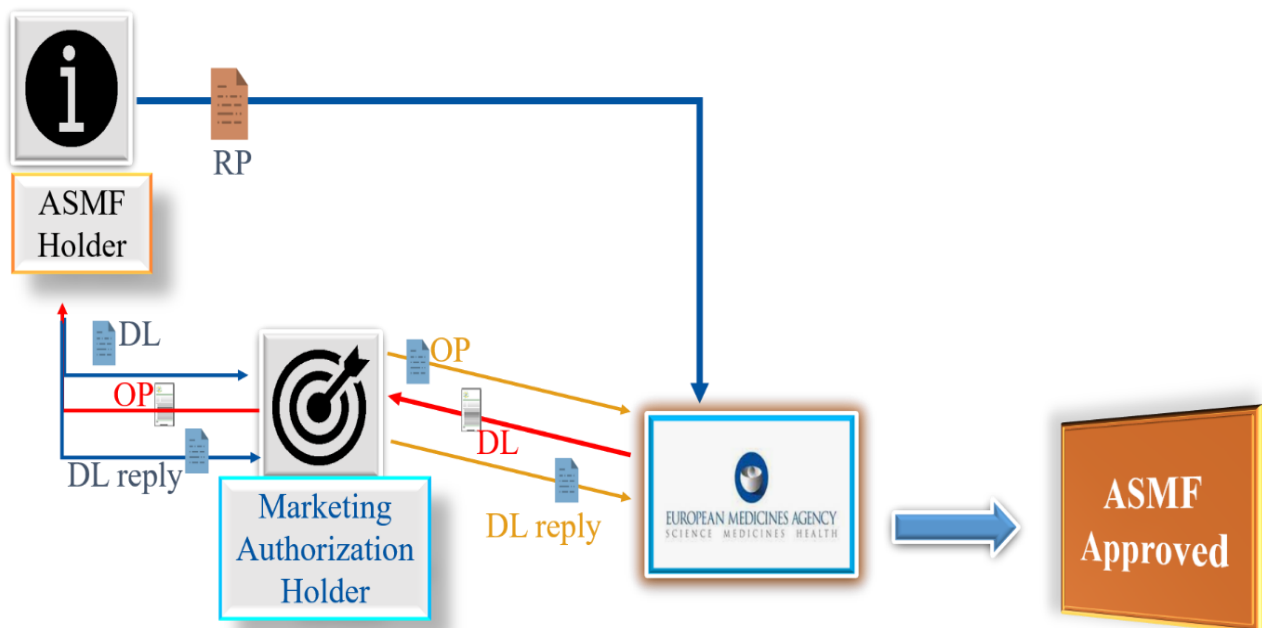 RP
ASMF
Holder
DL
OP
DL reply
OP
DL
DL reply
Marketing
Authorization
Holder
EUROPEAN MEDICINES AGENCY
SCIENCE MEDICINES HEALTH
ASMF
Approved